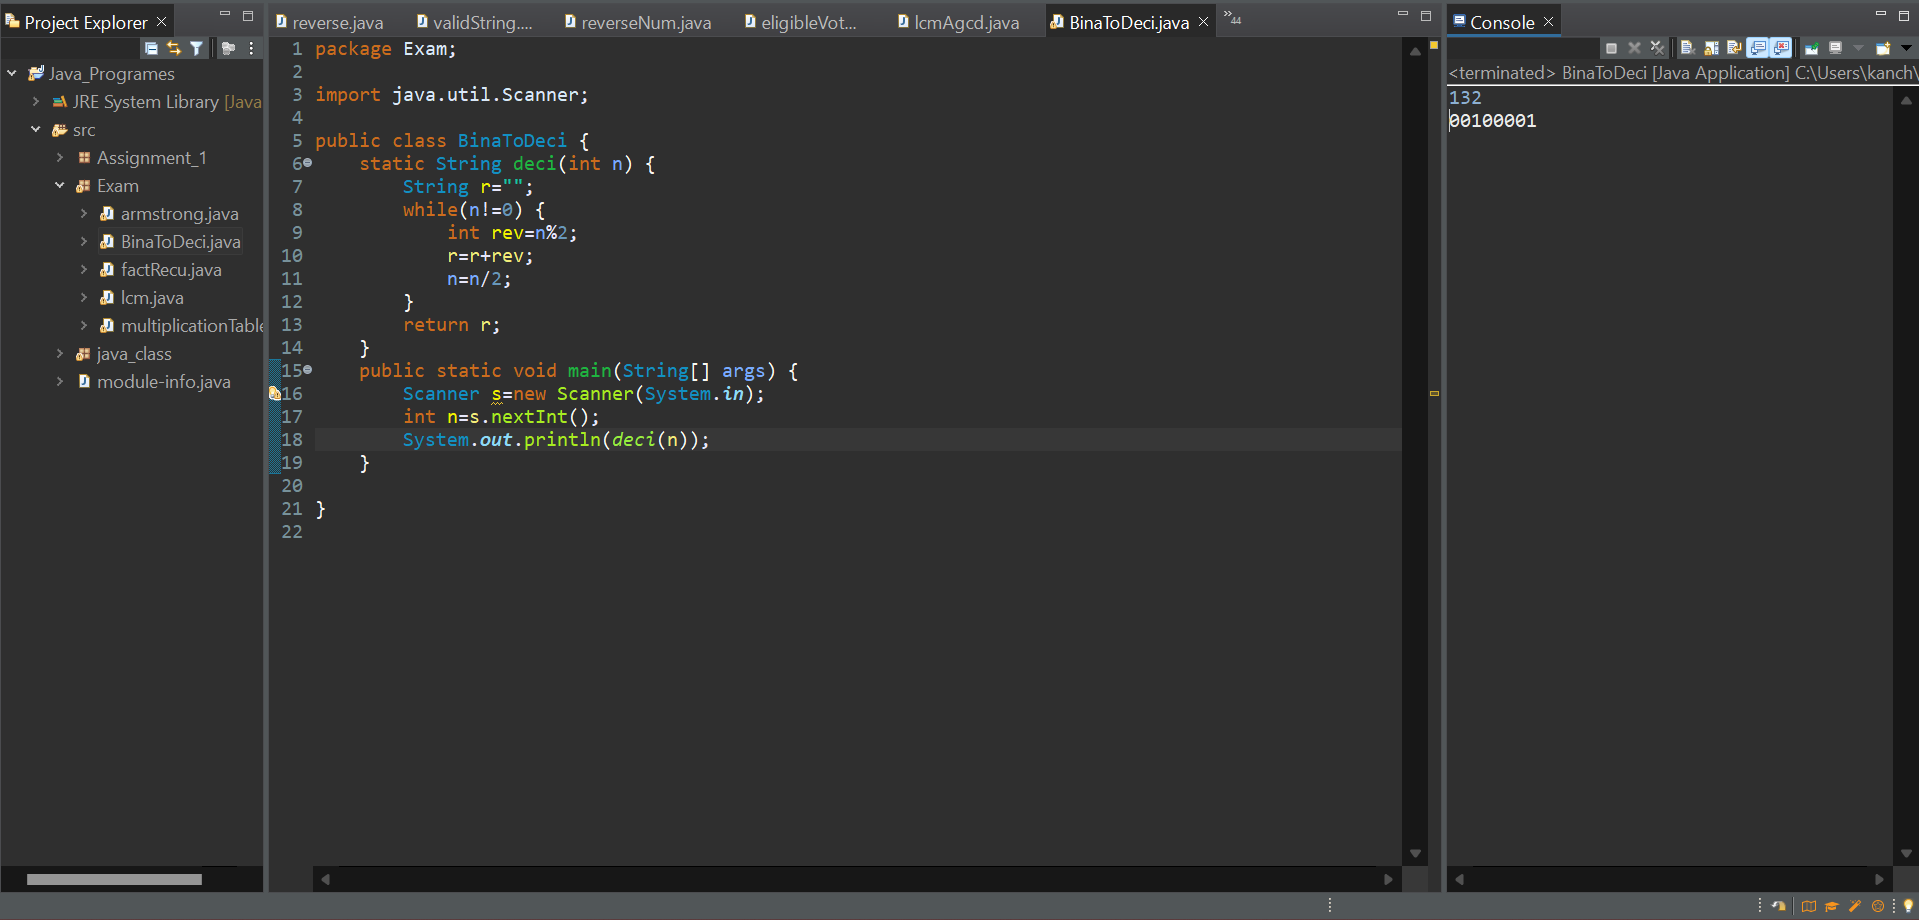 Project Explorer
Java_Programes
JRE System Library [Java
src
Assignment_1
Exam
armstrong.java
BinaToDeci.java
factRecu.java
lcm.java
multiplicationTable
java_class
module-info.java
reverse.java validString.... reverseNum.java eligibleVot... lcmAgcd.java BinaToDeci.java »44
1 package Exam;
2
3 import java.util.Scanner;
4
5 public class BinaToDeci {
6 static String deci(int n) {
7 String r="";
8 while(n!=0) {
9 int rev=n%2;
10 r=r+rev;
11 n=n/2;
12 }
13 return r;
14 }
15 public static void main(String[] args) {
16 Scanner s=new Scanner(System.in);
17 int n=s.nextInt();
18 System.out.println(deci(n));
19 }
20
21 }
22
Console
<terminated> BinaToDeci [Java Application] C:\Users\kanch\
132
00100001